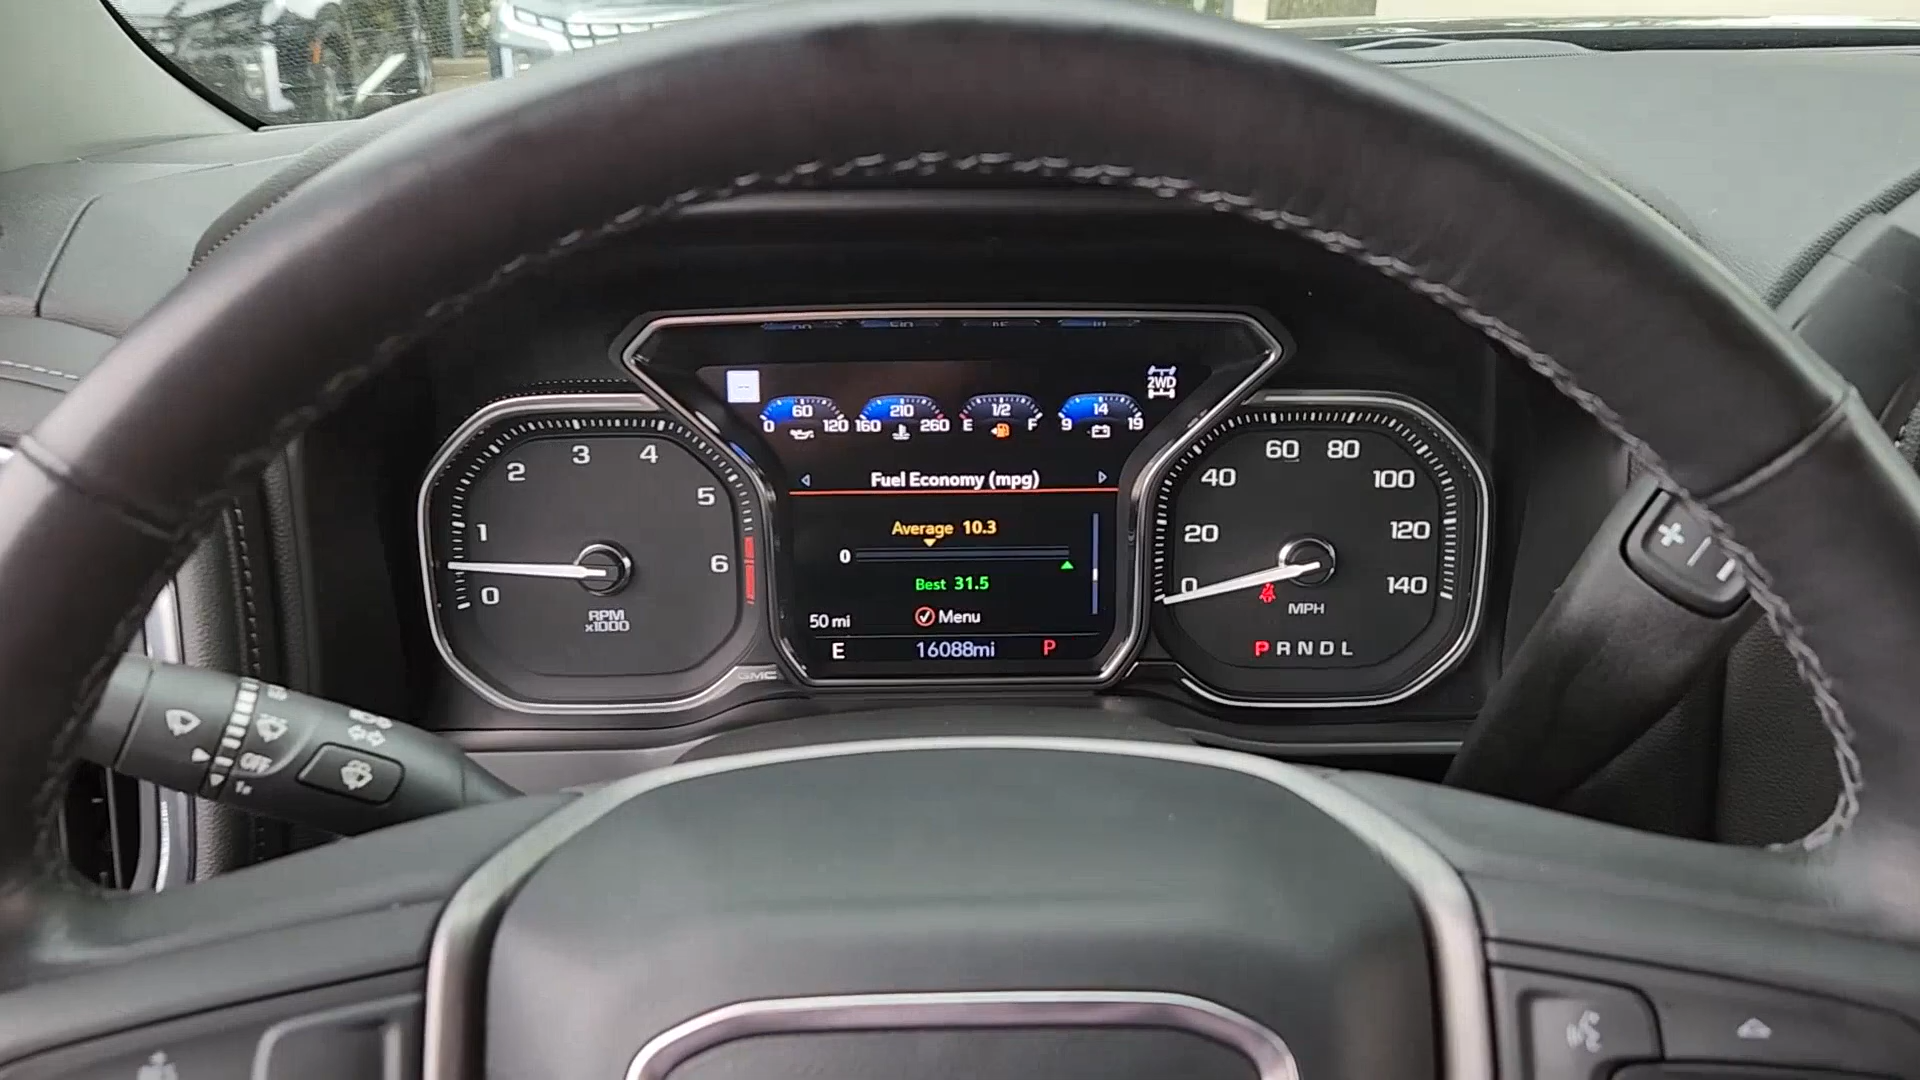 2WD
60
0 120
210
160 260
1/2
E F
14
9 19
Fuel Economy (mpg)
Average 10.3
0
Best 31.5
50 mi
Menu
E 16088mi P
0 1 2 3 4 5 6
RPM
x1000
GMC
0 20 40 60 80 100 120 140
MPH
P R N D L
OFF
1x
+ / −